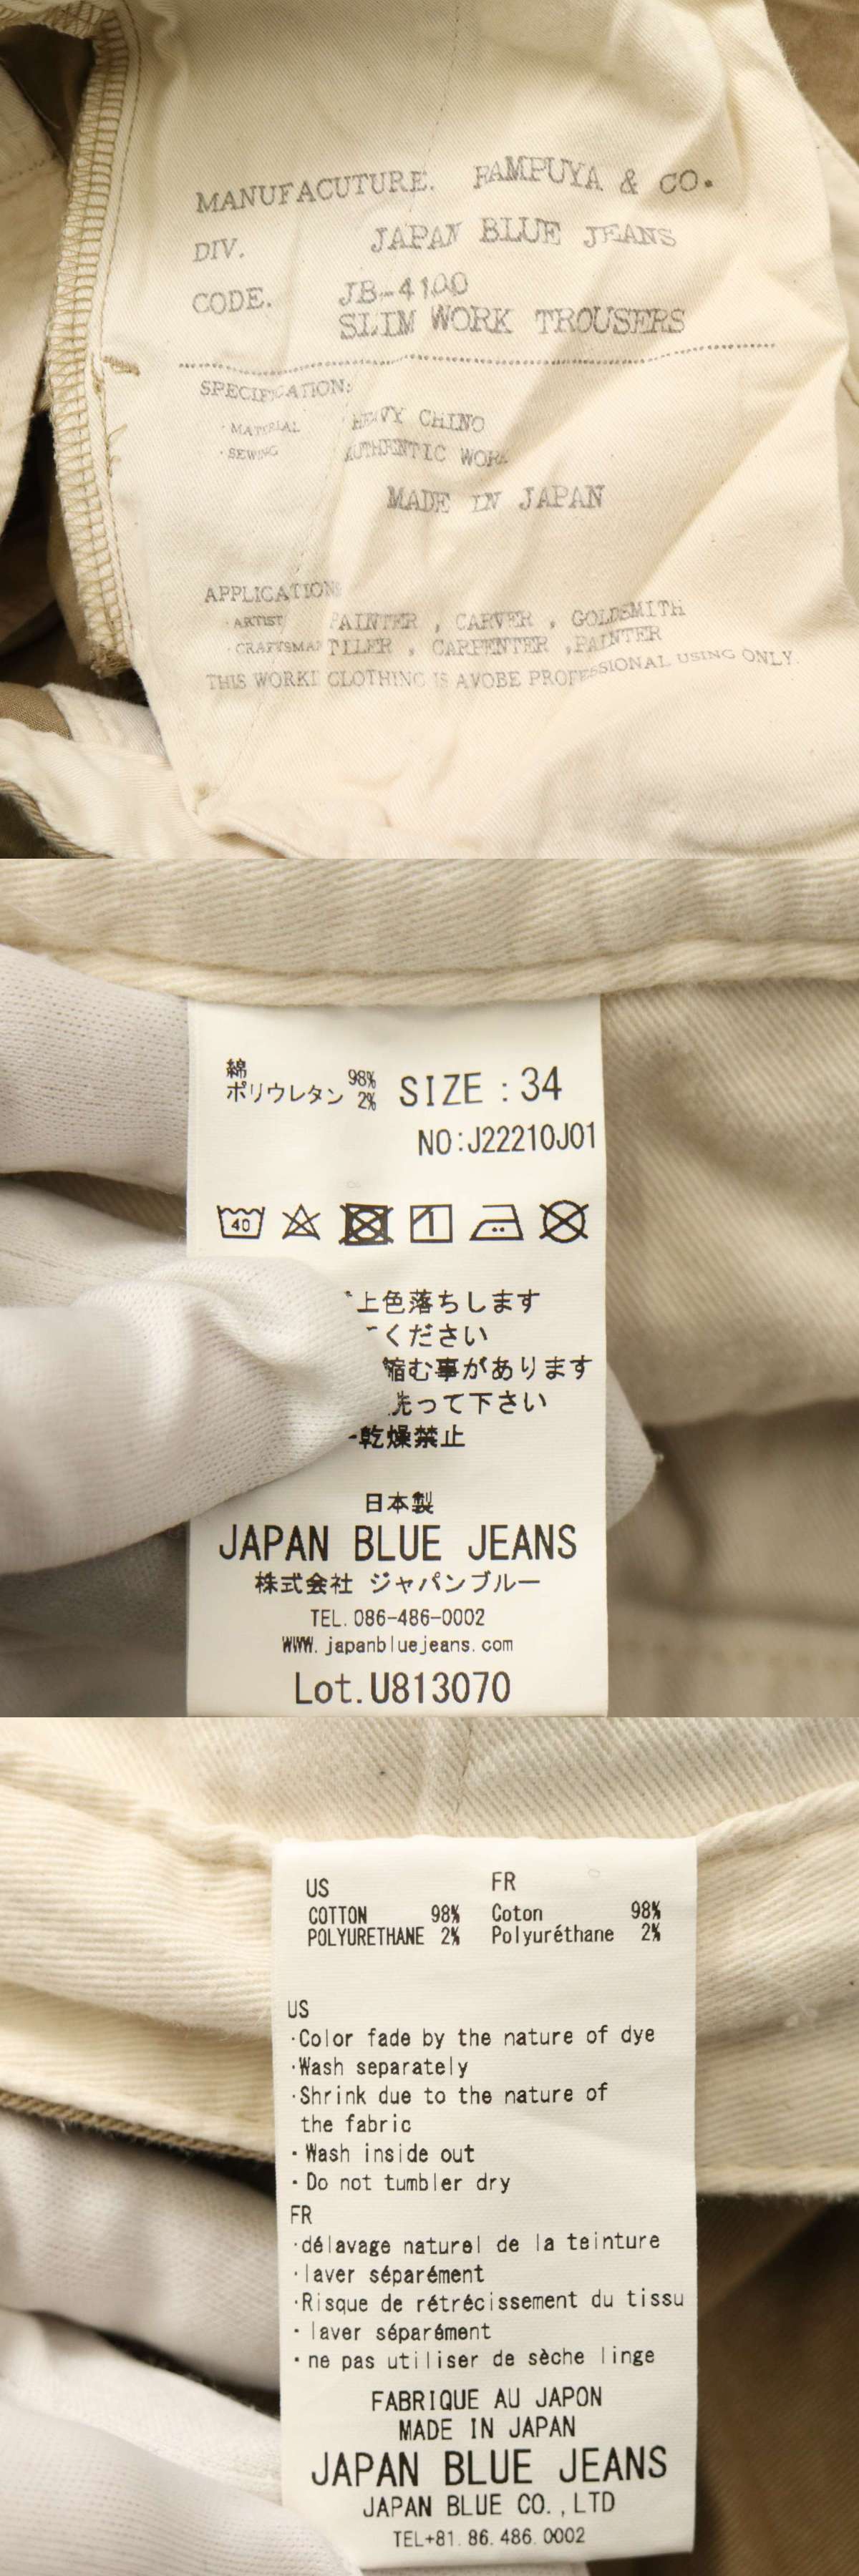 MANUFACUTURE. RAMPUYA & CO.
DIV. JAPAN BLUE JEANS
CODE. JB-4100
SLIM WORK TROUSERS
SPECIFICATION:
・MATERIAL HEAVY CHINO
・SEWING AUTHENTIC WORK
MADE IN JAPAN
APPLICATION
・ARTIST PAINTER , CARVER , GOLDSMITH
・CRAFTSMAN TILER , CARPENTER ,PAINTER
THIS WORKI CLOTHING IS AVOBE PROFESSIONAL USING ONLY.
綿 98%
ポリウレタン 2%
SIZE : 34
NO:J22210J01
40
上色落ちします
ください
縮む事があります
洗って下さい
乾燥禁止
日本製
JAPAN BLUE JEANS
株式会社 ジャパンブルー
TEL. 086-486-0002
WWW. japanbluejeans. com
Lot. U813070
US FR
COTTON 98% Coton 98%
POLYURETHANE 2% Polyuréthane 2%
US
・Color fade by the nature of dye
・Wash separately
・Shrink due to the nature of
the fabric
・Wash inside out
・Do not tumbler dry
FR
・délavage naturel de la teinture
・laver séparément
・Risque de rétrécissement du tissu
・laver séparément
・ne pas utiliser de sèche linge
FABRIQUE AU JAPON
MADE IN JAPAN
JAPAN BLUE JEANS
JAPAN BLUE CO.,LTD
TEL+81. 86. 486. 0002